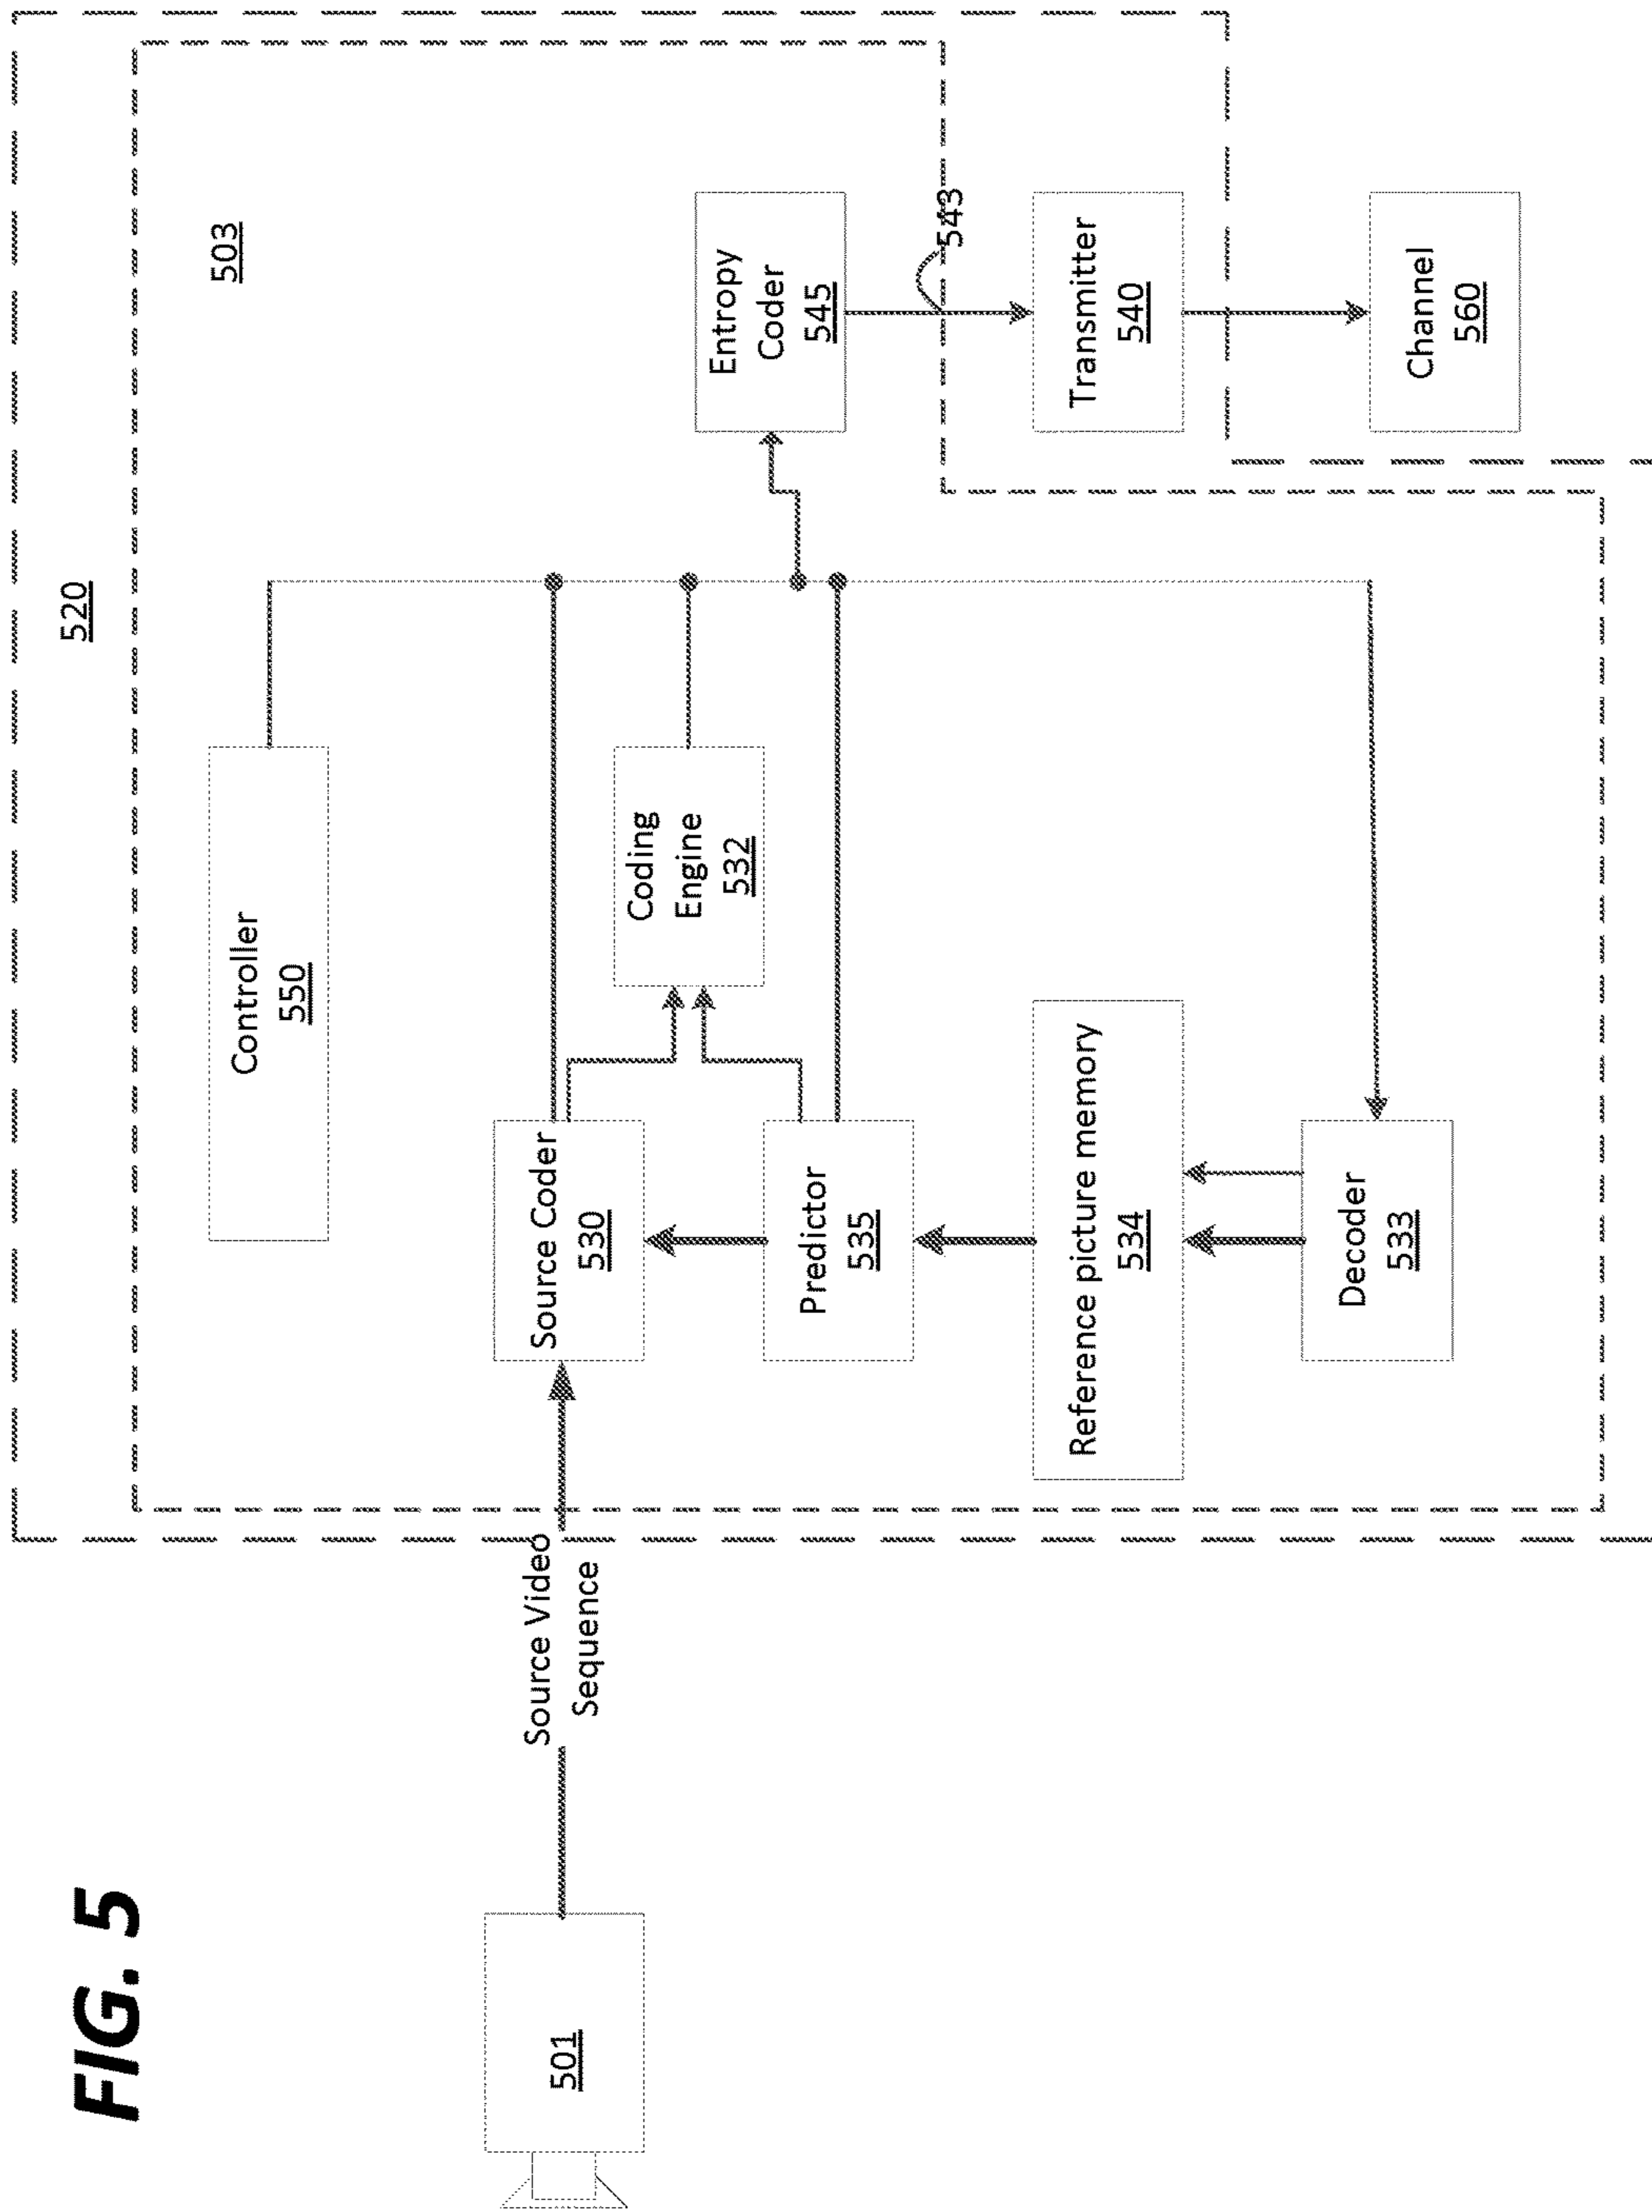 FIG. 5
520
503
Controller
550
501
Source Video
Sequence
Source Coder
530
Coding
Engine
532
Entropy
Coder
545
Predictor
535
543
Reference picture memory
534
Transmitter
540
Decoder
533
Channel
560